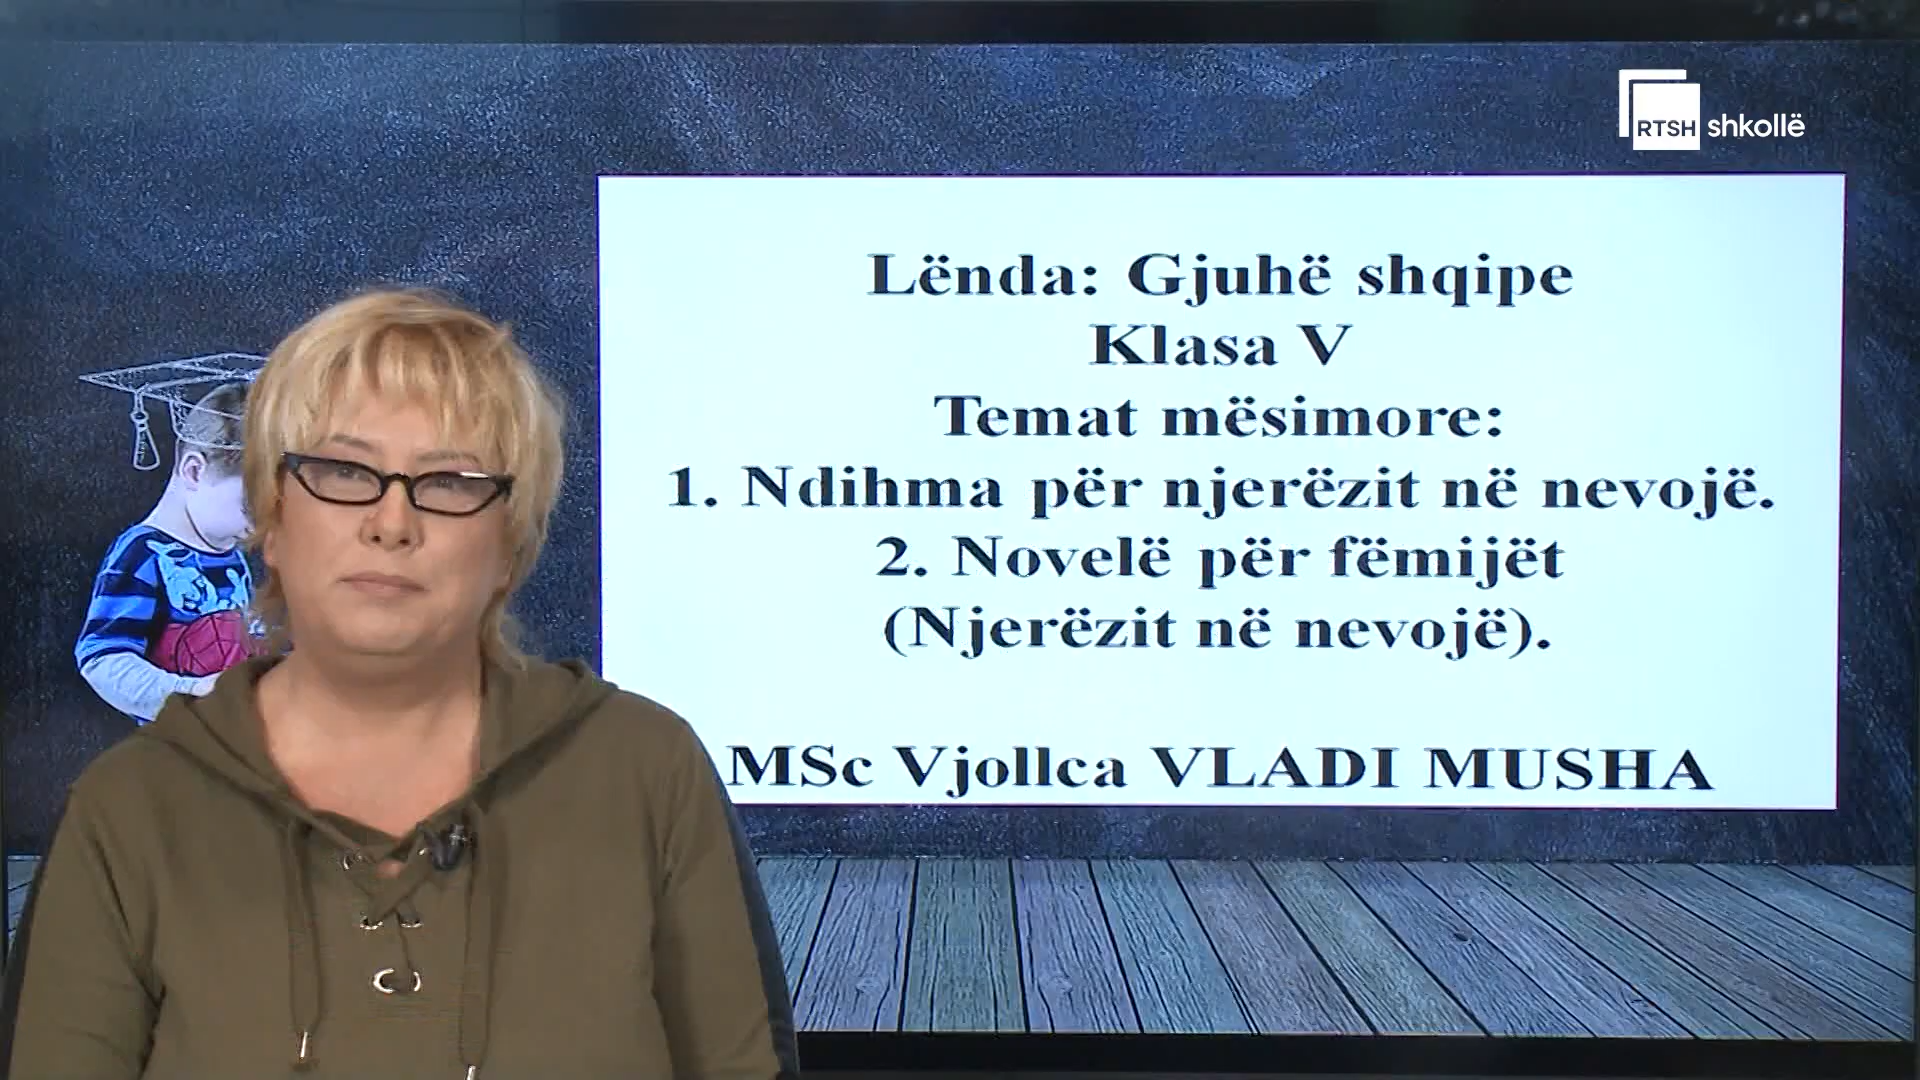 RTSH shkollë
Lënda: Gjuhë shqipe
Klasa V
Temat mësimore:
1. Ndihma për njerëzit në nevojë.
2. Novelë për fëmijët
(Njerëzit në nevojë).
MSc Vjollca VLADI MUSHA